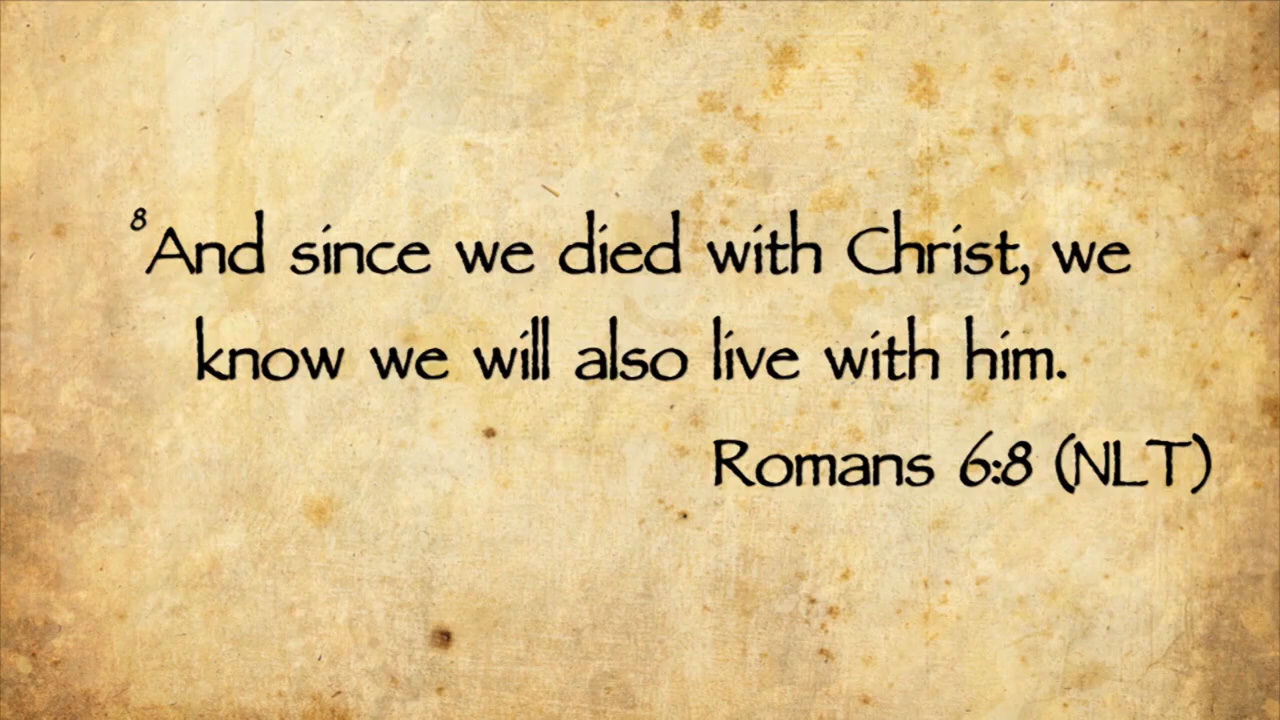 ⁸And since we died with Christ, we
know we will also live with him.
Romans 6:8 (NLT)